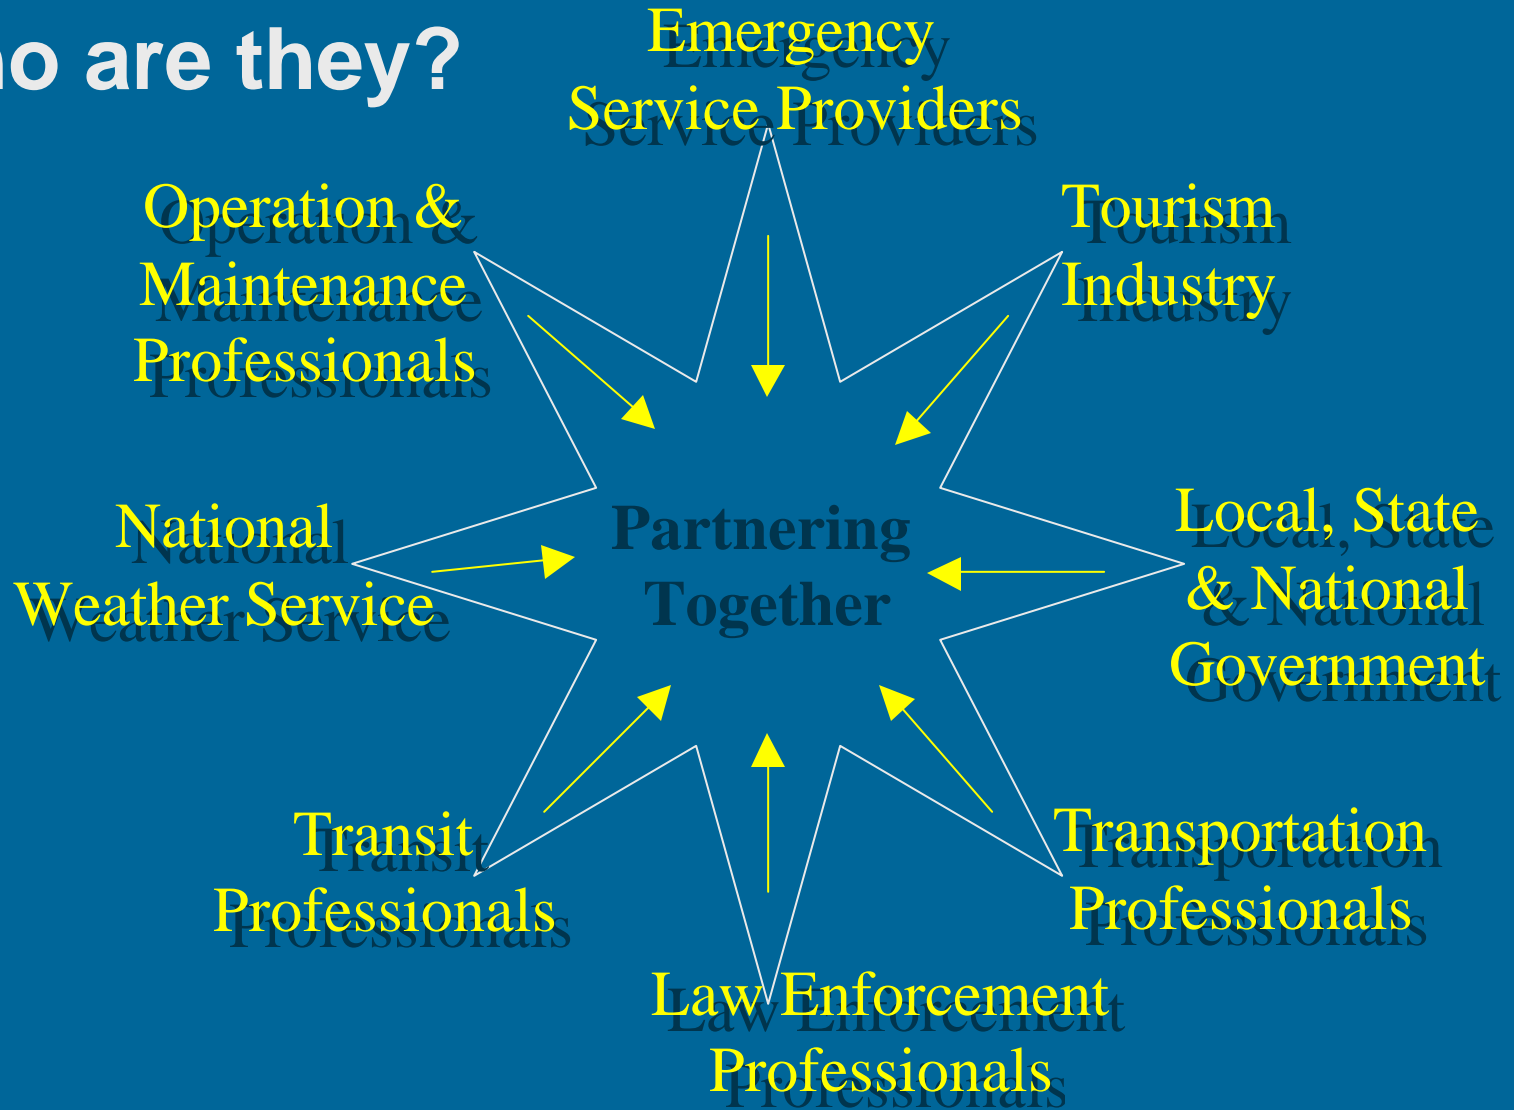 no are they?
Emergency
Service Providers
Operation &
Maintenance
Professionals
Tourism
Industry
National
Weather Service
Partnering
Together
Local, State
& National
Government
Transit
Professionals
Transportation
Professionals
Law Enforcement
Professionals